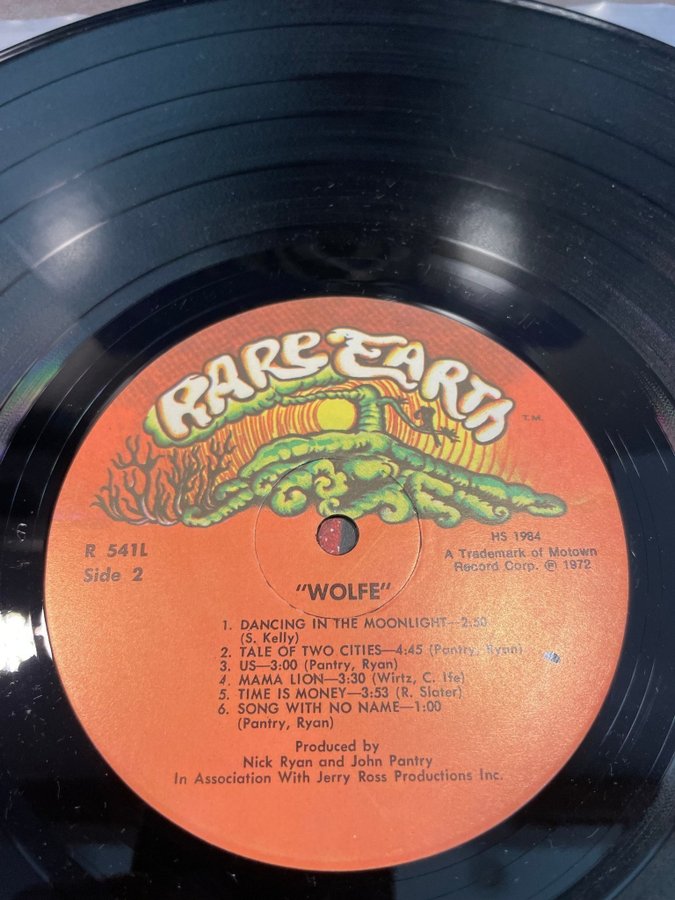 RARE EARTH
T.M.
R 541L
Side 2
HS 1984
A Trademark of Motown
Record Corp. ℗ 1972
"WOLFE"
1. DANCING IN THE MOONLIGHT—2:50
(S. Kelly)
2. TALE OF TWO CITIES—4:45 (Pantry, Ryan)
3. US—3:00 (Pantry, Ryan)
4. MAMA LION—3:30 (Wirtz, C. Ife)
5. TIME IS MONEY—3:53 (R. Slater)
6. SONG WITH NO NAME—1:00
(Pantry, Ryan)
Produced by
Nick Ryan and John Pantry
In Association With Jerry Ross Productions Inc.